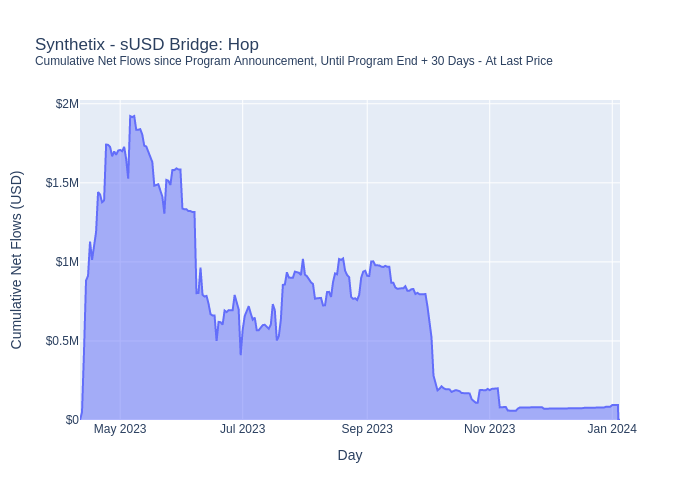 Synthetix - sUSD Bridge: Hop
Cumulative Net Flows since Program Announcement, Until Program End + 30 Days - At Last Price
Cumulative Net Flows (USD)
$2M
$1.5M
$1M
$0.5M
$0
May 2023
Jul 2023
Sep 2023
Nov 2023
Jan 2024
Day